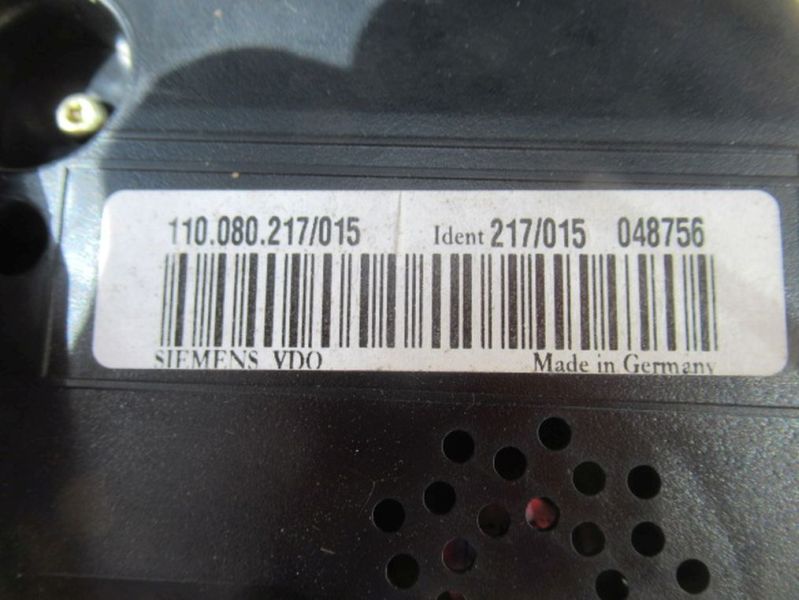 110.080.217/015 Ident 217/015 048756
SIEMENS VDO Made in Germany